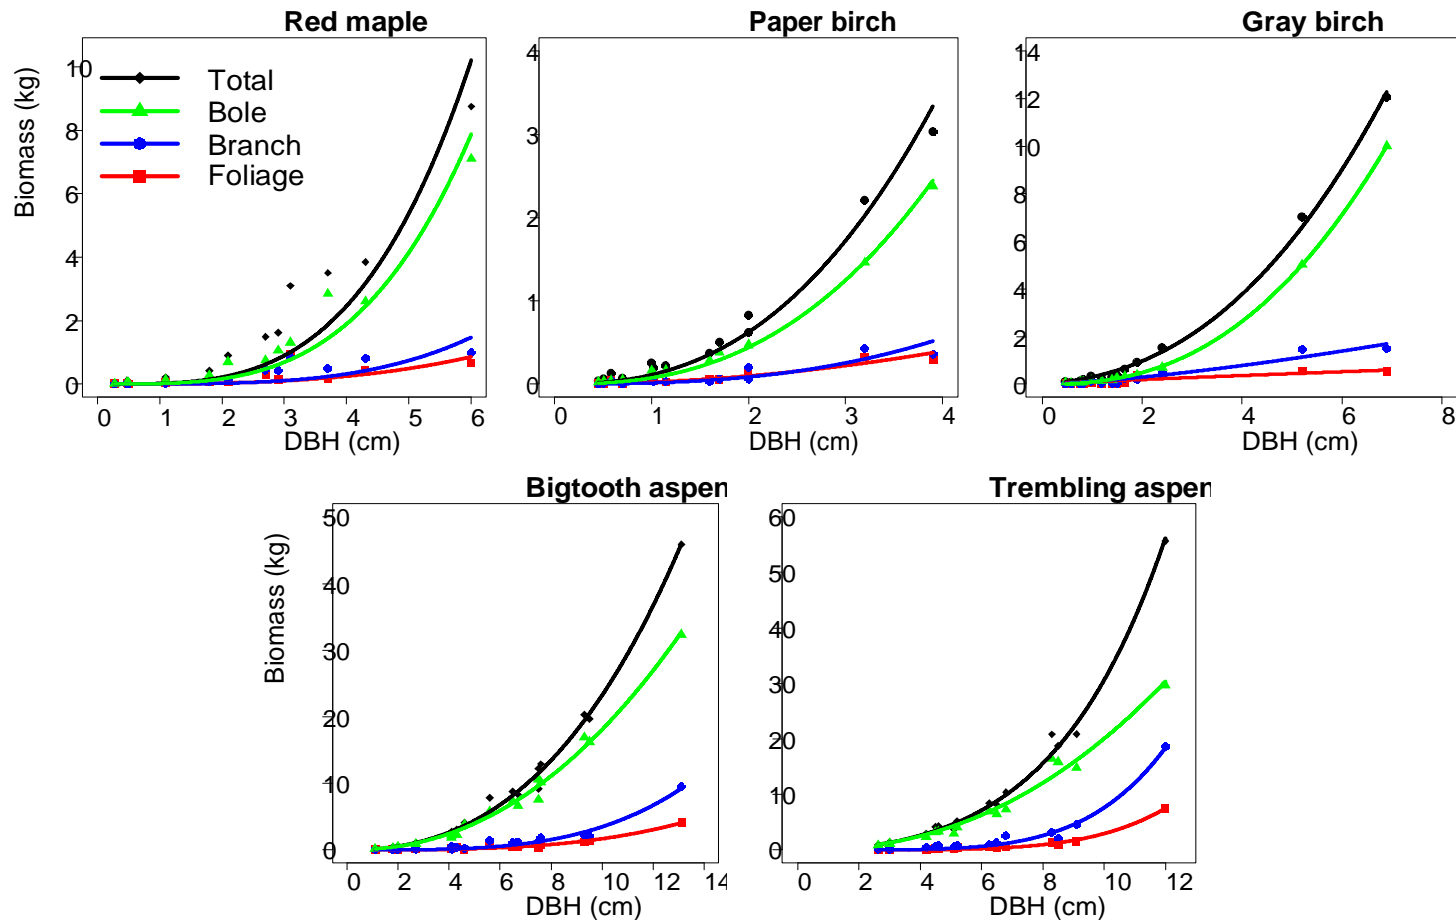 Red maple
Paper birch
Gray birch
Biomass (kg)
10
8
6
4
2
0
Total
Bole
Branch
Foliage
0 1 2 3 4 5 6
DBH (cm)
4
3
2
1
0
0 1 2 3 4
DBH (cm)
14
12
10
8
6
4
2
0
0 2 4 6 8
DBH (cm)
Bigtooth aspen
Trembling aspen
Biomass (kg)
50
40
30
20
10
0
0 2 4 6 8 10 12 14
DBH (cm)
60
50
40
30
20
10
0
0 2 4 6 8 10 12
DBH (cm)